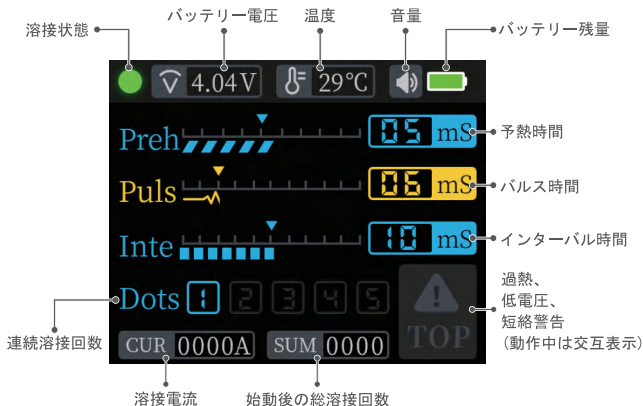 溶接状態
バッテリー電圧
温度
音量
バッテリー残量
4.04V
29℃
Preh
05 mS
予熱時間
Puls
06 mS
バルス時間
Inte
10 mS
インターバル時間
Dots 1 2 3 4 5
TOP
過熱、
低電圧、
短絡警告
(動作中は交互表示)
連続溶接回数
CUR 0000A
SUM 0000
溶接電流
始動後の総溶接回数